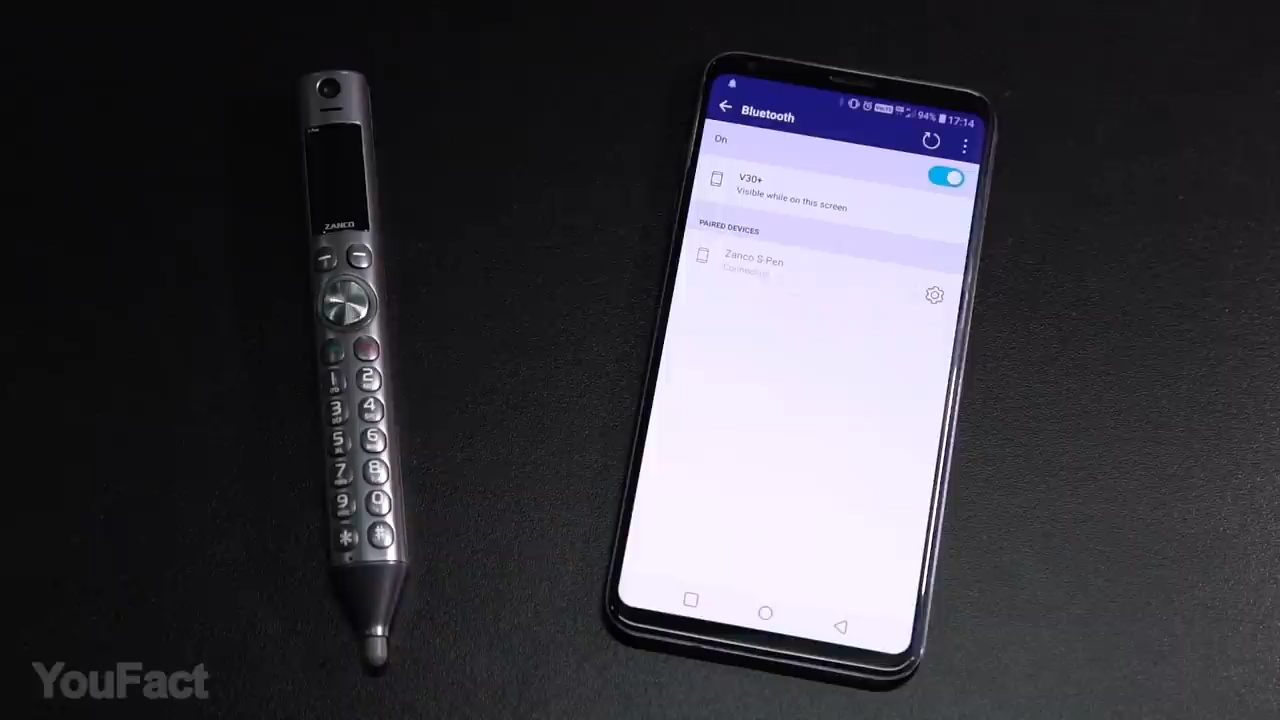 ZANCO
1
2
3
4
5
6
7
8
9
0
*
#
94% 17:14
Bluetooth
On
V30+
Visible while on this screen
PAIRED DEVICES
Zanco S-Pen
YouFact